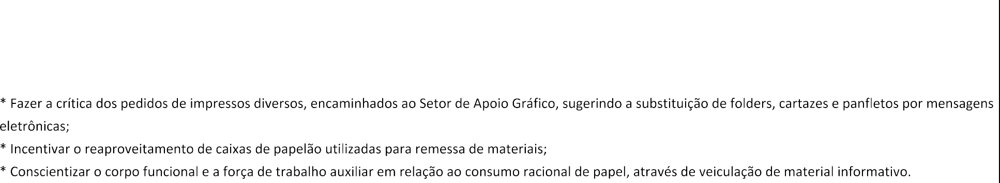 * Fazer a crítica dos pedidos de impressos diversos, encaminhados ao Setor de Apoio Gráfico, sugerindo a substituição de folders, cartazes e panfletos por mensagens
eletrônicas;
* Incentivar o reaproveitamento de caixas de papelão utilizadas para remessa de materiais;
* Conscientizar o corpo funcional e a força de trabalho auxiliar em relação ao consumo racional de papel, através de veiculação de material informativo.